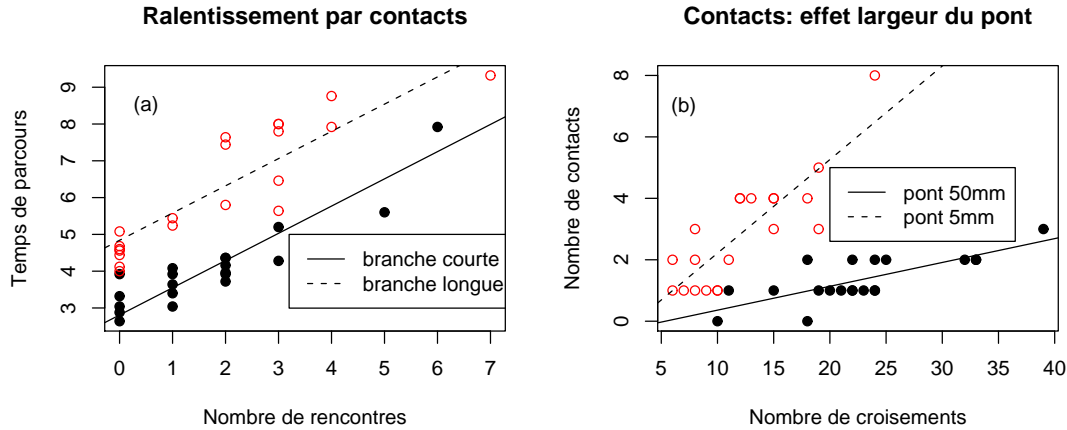 Ralentissement par contacts
(a)
Temps de parcours
9
8
7
6
5
4
3
branche courte
branche longue
0 1 2 3 4 5 6 7
Nombre de rencontres
Contacts: effet largeur du pont
(b)
Nombre de contacts
8
6
4
2
0
pont 50mm
pont 5mm
5 10 15 20 25 30 35 40
Nombre de croisements